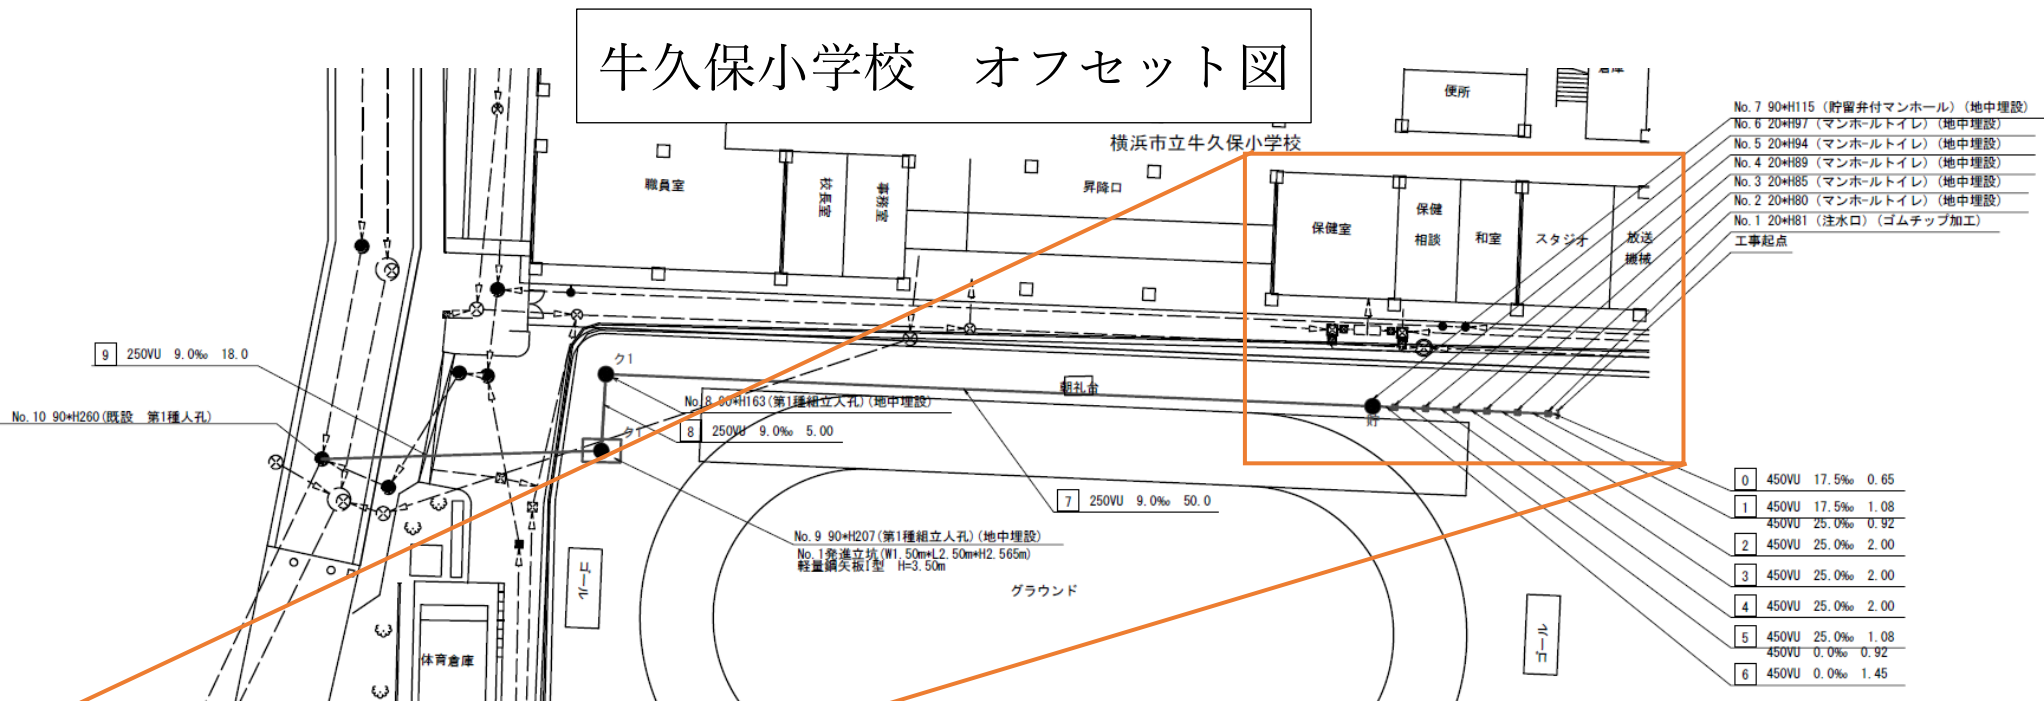 牛久保小学校　オフセット図
倉庫
便所
横浜市立牛久保小学校
職員室
校長室
事務室
昇降口
保健室
保健
相談
和室
スタジオ
放送
機械
No. 7 90*H115 (貯留弁付マンホール) (地中埋設)
No. 6 20*H97 (マンホールトイレ) (地中埋設)
No. 5 20*H94 (マンホールトイレ) (地中埋設)
No. 4 20*H89 (マンホールトイレ) (地中埋設)
No. 3 20*H85 (マンホールトイレ) (地中埋設)
No. 2 20*H80 (マンホールトイレ) (地中埋設)
No. 1 20*H81 (注水口) (ゴムチップ加工)
工事起点
9 250VU 9.0‰ 18.0
No. 10 90*H260(既設 第1種人孔)
ク1
No. 8 90*H163(第1種組立人孔)(地中埋設)
8 250VU 9.0‰ 5.00
ク1
朝礼台
貯
7 250VU 9.0‰ 50.0
No. 9 90*H207(第1種組立人孔)(地中埋設)
No. 1発進立坑(W1.50m*L2.50m*H2.565m)
軽量鋼矢板Ⅰ型 H=3.50m
グラウンド
ゴール
ゴール
体育倉庫
0 450VU 17.5‰ 0.65
1 450VU 17.5‰ 1.08
450VU 25.0‰ 0.92
2 450VU 25.0‰ 2.00
3 450VU 25.0‰ 2.00
4 450VU 25.0‰ 2.00
5 450VU 25.0‰ 1.08
450VU 0.0‰ 0.92
6 450VU 0.0‰ 1.45